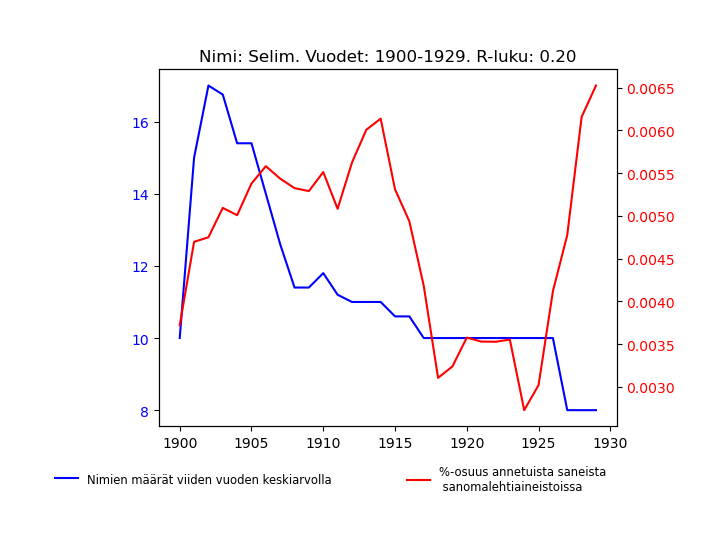 Nimi: Selim. Vuodet: 1900-1929. R-luku: 0.20
16
14
12
10
8
0.0065
0.0060
0.0055
0.0050
0.0045
0.0040
0.0035
0.0030
1900 1905 1910 1915 1920 1925 1930
Nimien määrät viiden vuoden keskiarvolla
%-osuus annetuista saneista
sanomalehtiaineistoissa